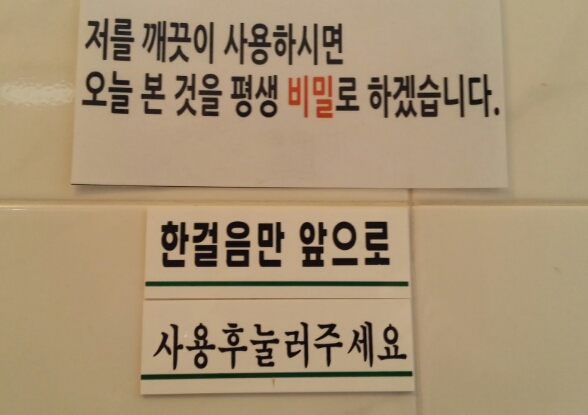 저를 깨끗이 사용하시면
오늘 본 것을 평생 비밀로 하겠습니다.
한걸음만 앞으로
사용후눌러주세요